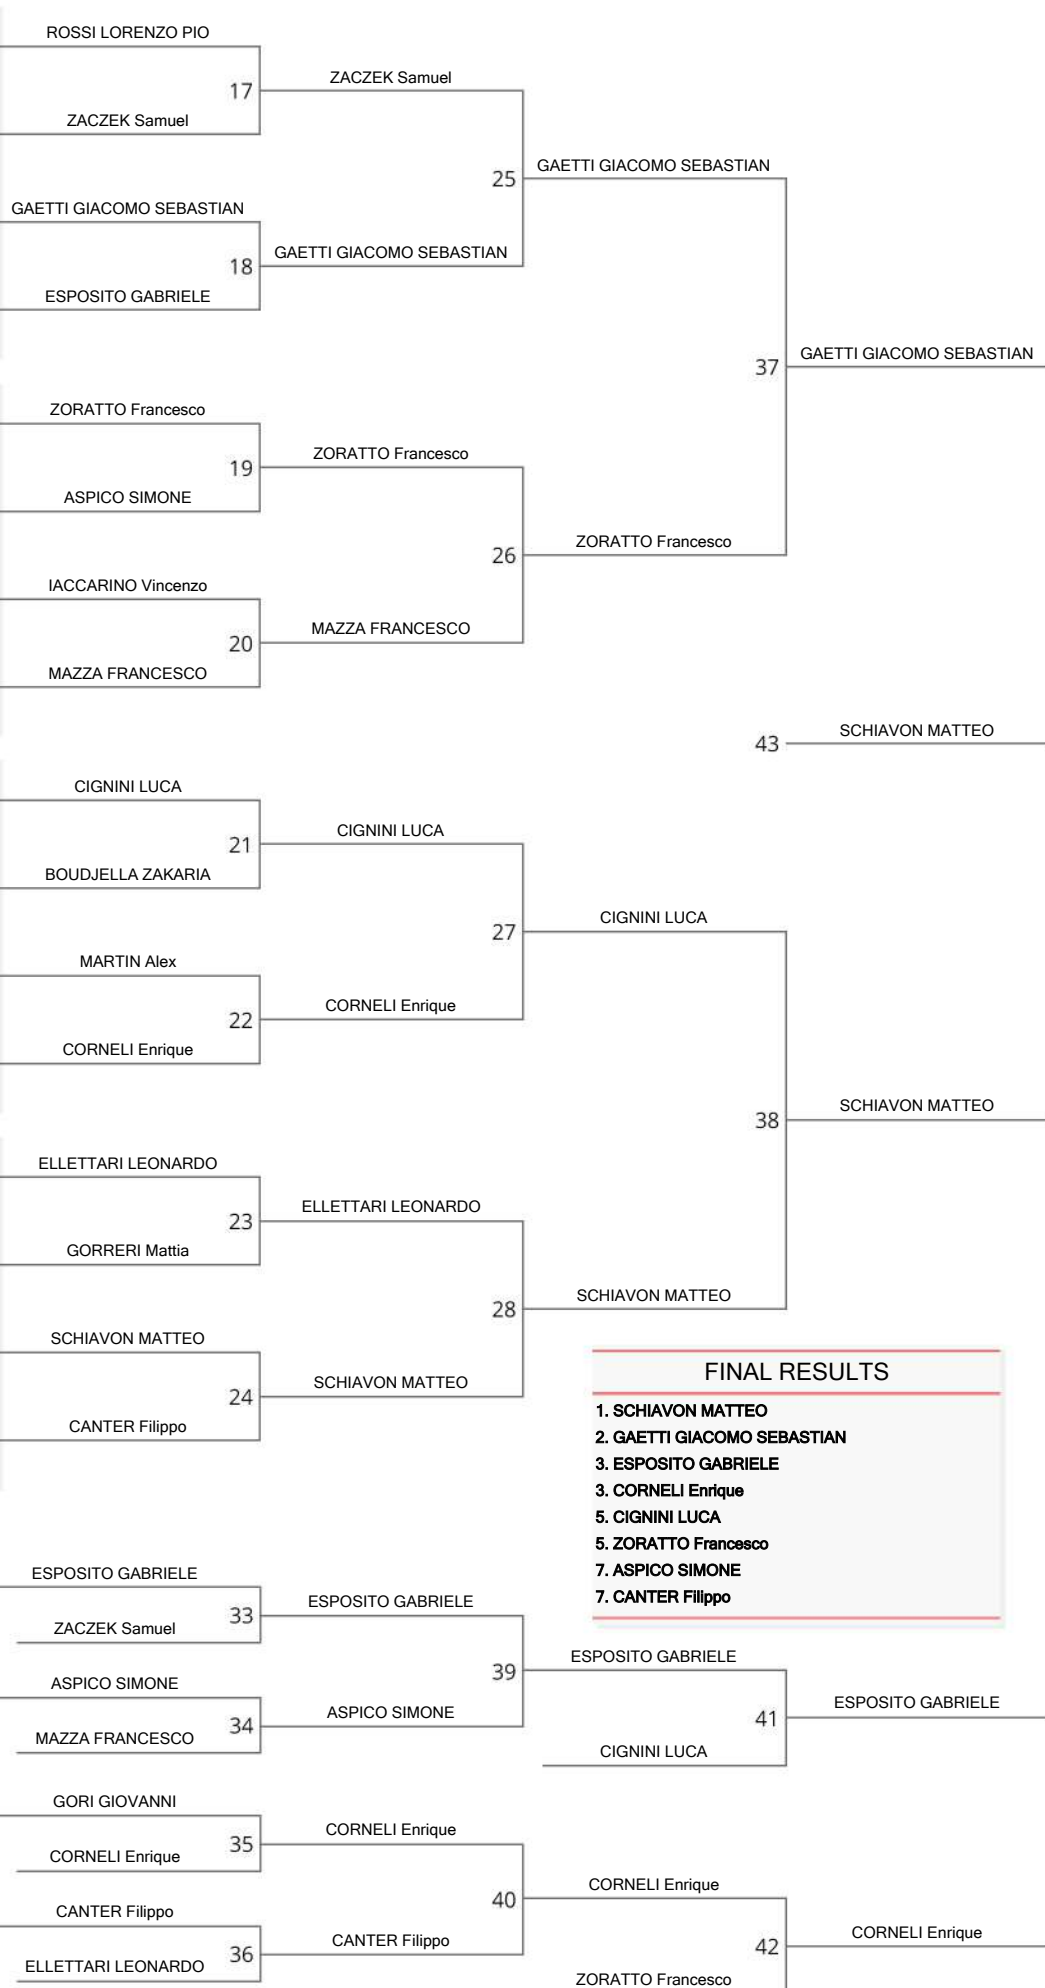 ROSSI LORENZO PIO
17
ZACZEK Samuel
ZACZEK Samuel
25
GAETTI GIACOMO SEBASTIAN
GAETTI GIACOMO SEBASTIAN
18
GAETTI GIACOMO SEBASTIAN
ESPOSITO GABRIELE
37
GAETTI GIACOMO SEBASTIAN
ZORATTO Francesco
19
ZORATTO Francesco
ASPICO SIMONE
26
ZORATTO Francesco
IACCARINO Vincenzo
20
MAZZA FRANCESCO
MAZZA FRANCESCO
43
SCHIAVON MATTEO
CIGNINI LUCA
21
CIGNINI LUCA
BOUDJELLA ZAKARIA
27
CIGNINI LUCA
MARTIN Alex
22
CORNELI Enrique
CORNELI Enrique
38
SCHIAVON MATTEO
ELLETTARI LEONARDO
23
ELLETTARI LEONARDO
GORRERI Mattia
28
SCHIAVON MATTEO
SCHIAVON MATTEO
24
SCHIAVON MATTEO
CANTER Filippo
FINAL RESULTS
1. SCHIAVON MATTEO
2. GAETTI GIACOMO SEBASTIAN
3. ESPOSITO GABRIELE
3. CORNELI Enrique
5. CIGNINI LUCA
5. ZORATTO Francesco
7. ASPICO SIMONE
7. CANTER Filippo
ESPOSITO GABRIELE
33
ESPOSITO GABRIELE
ZACZEK Samuel
39
ESPOSITO GABRIELE
ASPICO SIMONE
34
ASPICO SIMONE
MAZZA FRANCESCO
41
ESPOSITO GABRIELE
CIGNINI LUCA
GORI GIOVANNI
35
CORNELI Enrique
CORNELI Enrique
40
CORNELI Enrique
CANTER Filippo
36
CANTER Filippo
ELLETTARI LEONARDO
42
CORNELI Enrique
ZORATTO Francesco